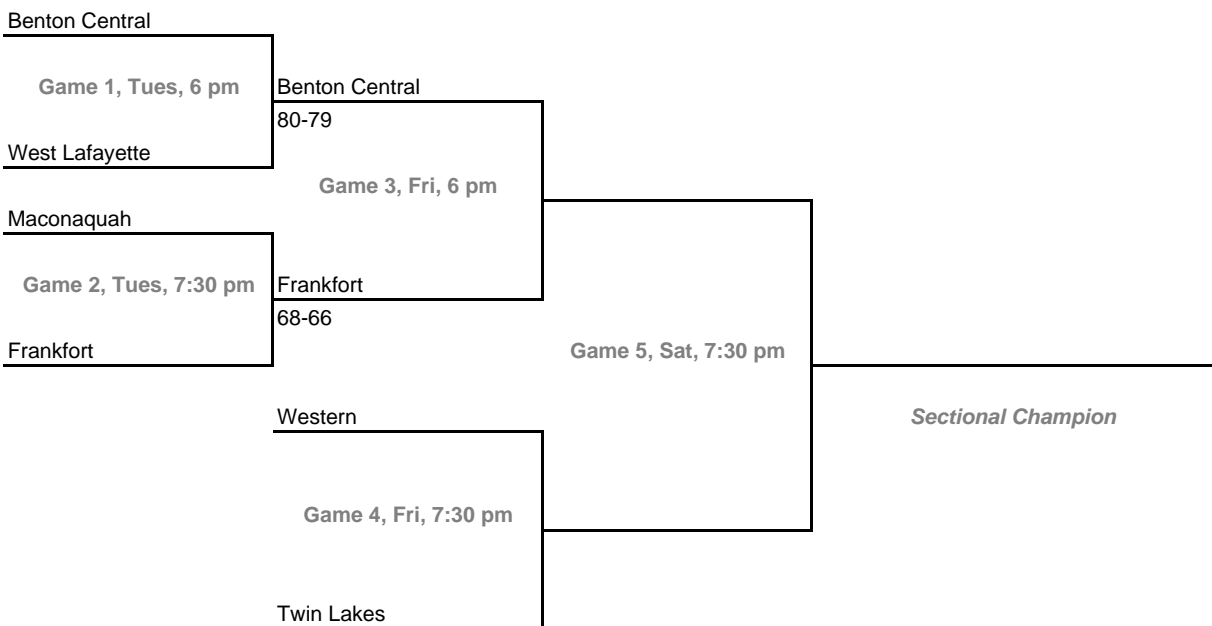 Benton Central
Game 1, Tues, 6 pm
Benton Central
80-79
West Lafayette
Game 3, Fri, 6 pm
Maconaquah
Game 2, Tues, 7:30 pm
Frankfort
68-66
Frankfort
Game 5, Sat, 7:30 pm
Western
Sectional Champion
Game 4, Fri, 7:30 pm
Twin Lakes